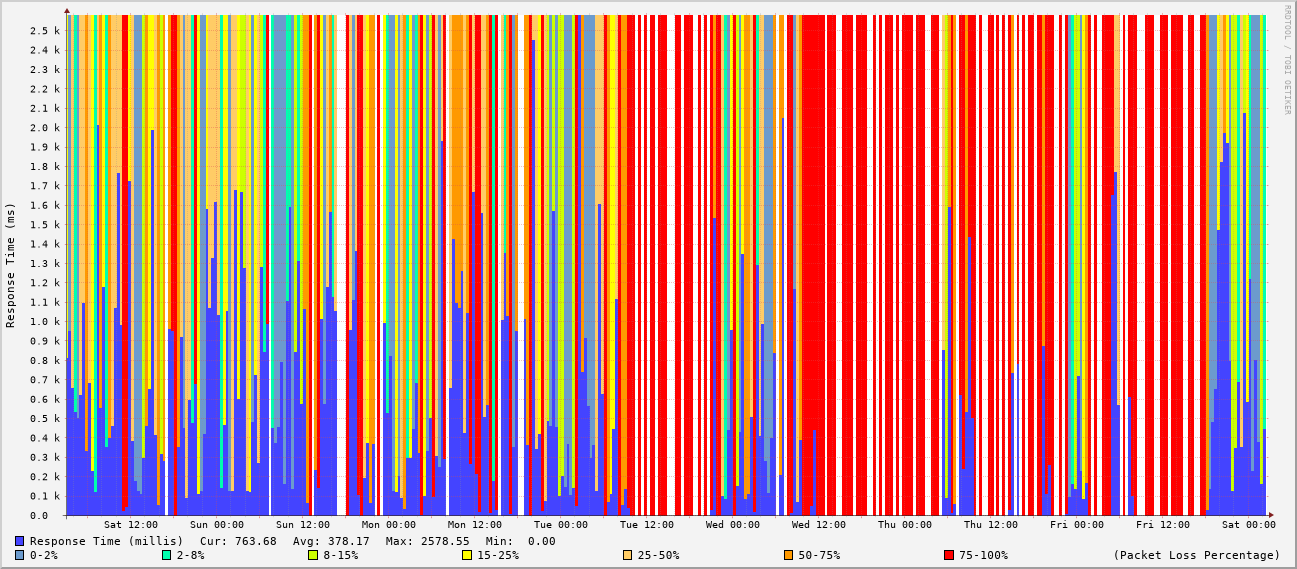 RRDTOOL / TOBI OETIKER
Response Time (ms)
2.5 k
2.4 k
2.3 k
2.2 k
2.1 k
2.0 k
1.9 k
1.8 k
1.7 k
1.6 k
1.5 k
1.4 k
1.3 k
1.2 k
1.1 k
1.0 k
0.9 k
0.8 k
0.7 k
0.6 k
0.5 k
0.4 k
0.3 k
0.2 k
0.1 k
0.0
Sat 12:00 Sun 00:00 Sun 12:00 Mon 00:00 Mon 12:00 Tue 00:00 Tue 12:00 Wed 00:00 Wed 12:00 Thu 00:00 Thu 12:00 Fri 00:00 Fri 12:00 Sat 00:00
Response Time (millis) Cur: 763.68 Avg: 378.17 Max: 2578.55 Min: 0.00
0-2% 2-8% 8-15% 15-25% 25-50% 50-75% 75-100% (Packet Loss Percentage)